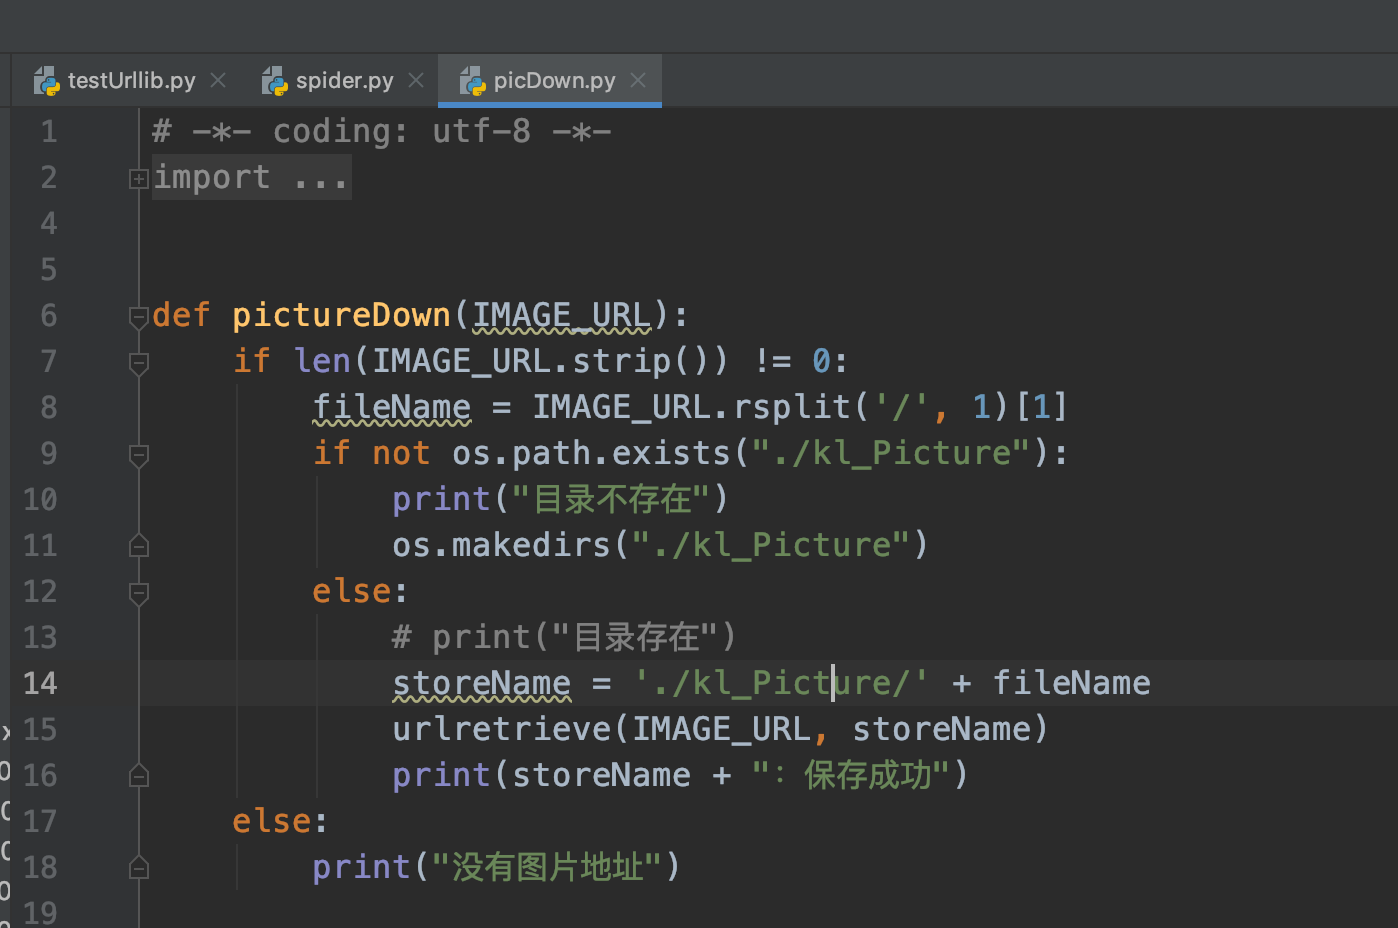 testUrllib.py spider.py picDown.py
1 # -*- coding: utf-8 -*-
2 import ...
4
5
6 def pictureDown(IMAGE_URL):
7 if len(IMAGE_URL.strip()) != 0:
8 fileName = IMAGE_URL.rsplit('/', 1)[1]
9 if not os.path.exists("./kl_Picture"):
10 print("目录不存在")
11 os.makedirs("./kl_Picture")
12 else:
13 # print("目录存在")
14 storeName = './kl_Picture/' + fileName
15 urlretrieve(IMAGE_URL, storeName)
16 print(storeName + ": 保存成功")
17 else:
18 print("没有图片地址")
19